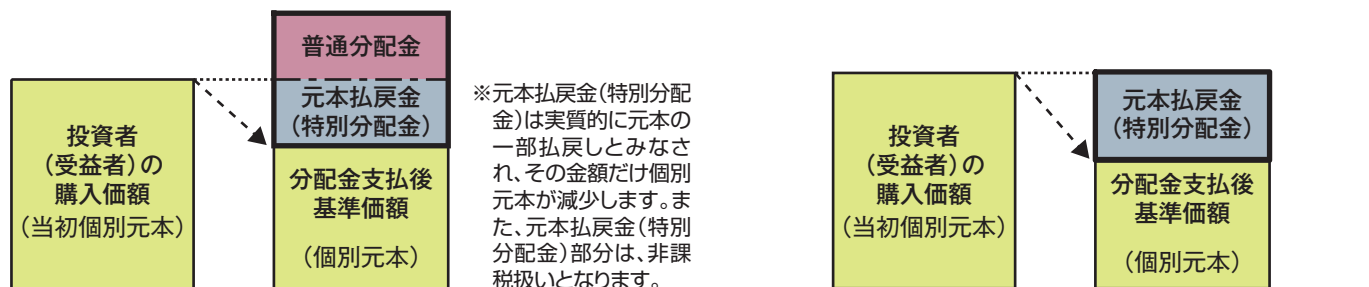 普通分配金
元本払戻金
(特別分配金)
投資者
(受益者)の
購入価額
(当初個別元本)
分配金支払後
基準価額
(個別元本)
※元本払戻金(特別分配
金)は実質的に元本の
一部払戻しとみなさ
れ、その金額だけ個別
元本が減少します。ま
た、元本払戻金(特別
分配金)部分は、非課
税扱いとなります。
投資者
(受益者)の
購入価額
(当初個別元本)
元本払戻金
(特別分配金)
分配金支払後
基準価額
(個別元本)